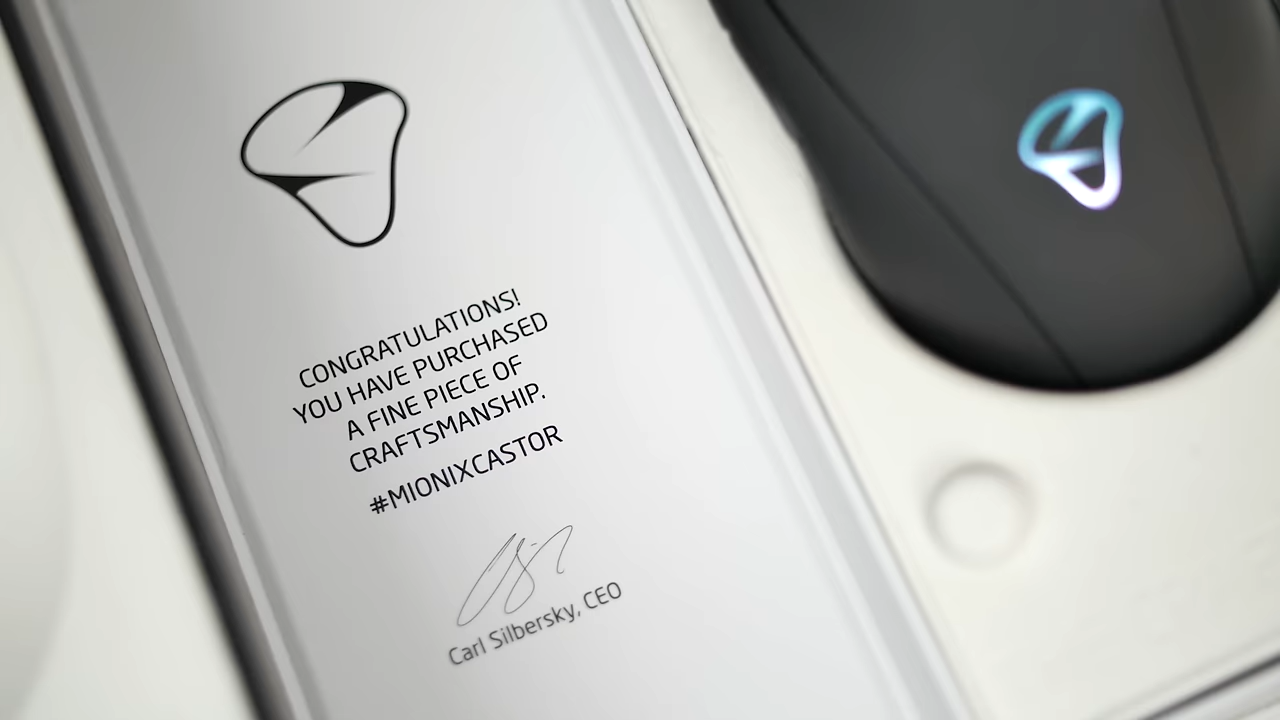 CONGRATULATIONS!
YOU HAVE PURCHASED
A FINE PIECE OF
CRAFTSMANSHIP.
#MIONIXCASTOR
Carl Silbersky, CEO